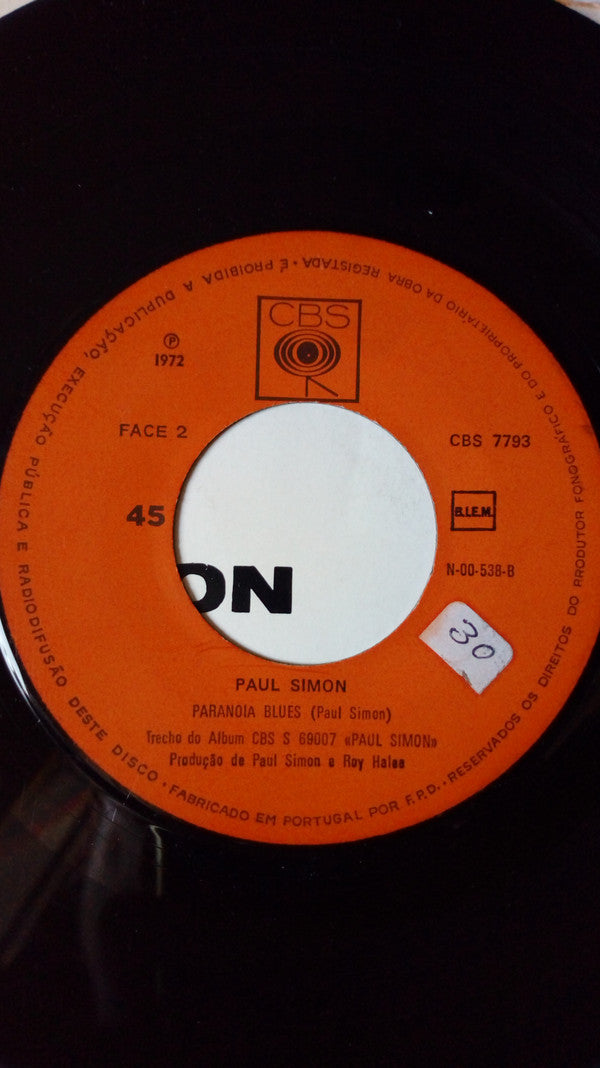 CBS
℗
1972
FACE 2
CBS 7793
45
B.I.E.M.
N-00-538-B
ON
30
PAUL SIMON
PARANOIA BLUES (Paul Simon)
Trecho do Album CBS S 69007 «PAUL SIMON»
Produção de Paul Simon e Roy Halee
FABRICADO EM PORTUGAL POR F.P.D. · RESERVADOS OS DIREITOS DO PRODUTOR FONOGRÁFICO E DO PROPRIETÁRIO DA OBRA REGISTADA · É PROIBIDA A DUPLICAÇÃO, EXECUÇÃO PÚBLICA E RADIODIFUSÃO DESTE DISCO ·